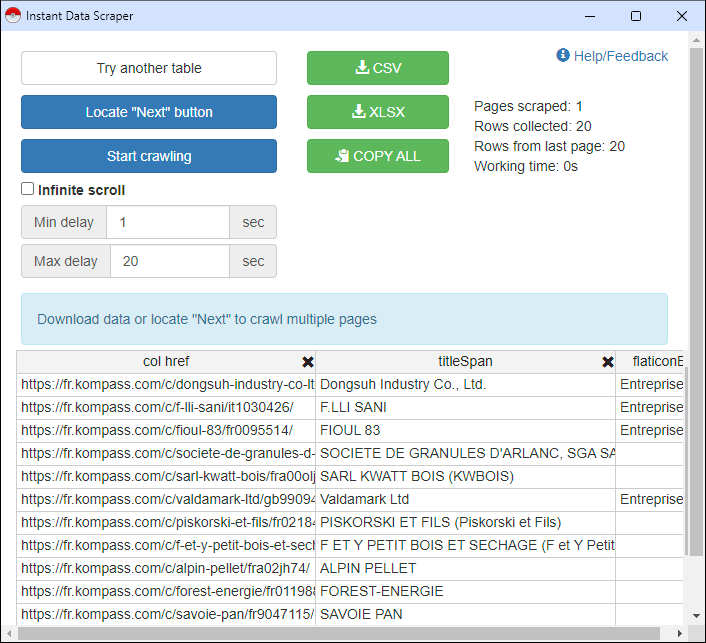 Instant Data Scraper
Try another table
CSV
Help/Feedback
Locate "Next" button
XLSX
Pages scraped: 1
Rows collected: 20
Rows from last page: 20
Working time: 0s
Start crawling
COPY ALL
Infinite scroll
Min delay 1 sec
Max delay 20 sec
Download data or locate "Next" to crawl multiple pages
col href titleSpan flaticonE
https://fr.kompass.com/c/dongsuh-industry-co-lt Dongsuh Industry Co., Ltd. Entreprise
https://fr.kompass.com/c/f-lli-sani/it1030426/ F.LLI SANI Entreprise
https://fr.kompass.com/c/fioul-83/fr0095514/ FIOUL 83 Entreprise
https://fr.kompass.com/c/societe-de-granules-d- SOCIETE DE GRANULES D'ARLANC, SGA SA
https://fr.kompass.com/c/sarl-kwatt-bois/fra00olj SARL KWATT BOIS (KWBOIS)
https://fr.kompass.com/c/valdamark-ltd/gb99094 Valdamark Ltd Entreprise
https://fr.kompass.com/c/piskorski-et-fils/fr02184 PISKORSKI ET FILS (Piskorski et Fils)
https://fr.kompass.com/c/f-et-y-petit-bois-et-sech F ET Y PETIT BOIS ET SECHAGE (F et Y Petit
https://fr.kompass.com/c/alpin-pellet/fra02jh74/ ALPIN PELLET
https://fr.kompass.com/c/forest-energie/fr011988 FOREST-ENERGIE
https://fr.kompass.com/c/savoie-pan/fr9047115/ SAVOIE PAN